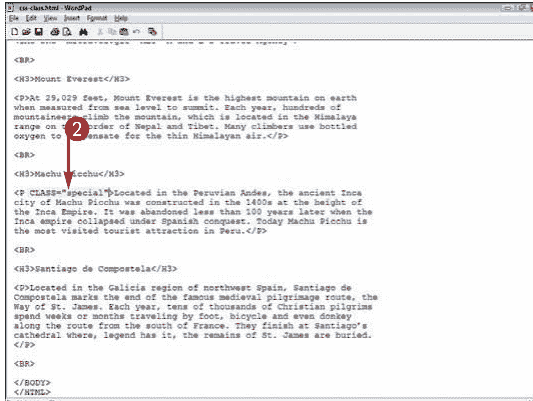 css-class.html - WordPad
File Edit View Insert Format Help
<BR>
<H3>Mount Everest</H3>
<P>At 29,029 feet, Mount Everest is the highest mountain on earth
when measured from sea level to summit. Each year, hundreds of
mountaineers climb the mountain, which is located in the Himalaya
range on order of Nepal and Tibet. Many climbers use bottled
oxygen to ensate for the thin Himalayan air.</P>
2
<BR>
<H3>Machu Picchu</H3>
<P CLASS="special">Located in the Peruvian Andes, the ancient Inca
city of Machu Picchu was constructed in the 1400s at the height of
the Inca Empire. It was abandoned less than 100 years later when the
Inca empire collapsed under Spanish conquest. Today Machu Picchu is
the most visited tourist attraction in Peru.</P>
<BR>
<H3>Santiago de Compostela</H3>
<P>Located in the Galicia region of northwest Spain, Santiago de
Compostela marks the end of the famous medieval pilgrimage route, the
Way of St. James. Each year, tens of thousands of Christian pilgrims
spend weeks or months traveling by foot, bicycle and even donkey
along the route from the south of France. They finish at Santiago's
cathedral where, legend has it, the remains of St. James are buried.
</P>
<BR>
</BODY>
</HTML>